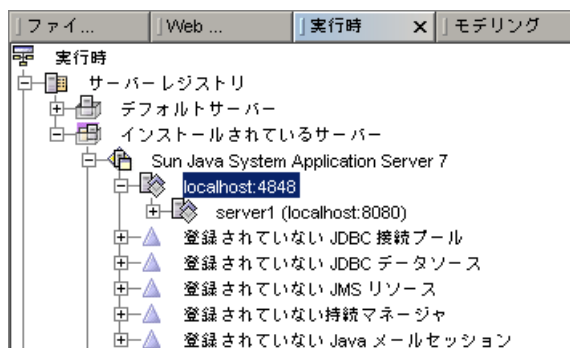 ファイ... Web ... 実行時 x モデリング
実行時
サーバーレジストリ
デフォルトサーバー
インストールされているサーバー
Sun Java System Application Server 7
localhost:4848
server1 (localhost:8080)
登録されていない JDBC 接続プール
登録されていない JDBC データソース
登録されていない JMS リソース
登録されていない持続マネージャ
登録されていない Java メールセッション